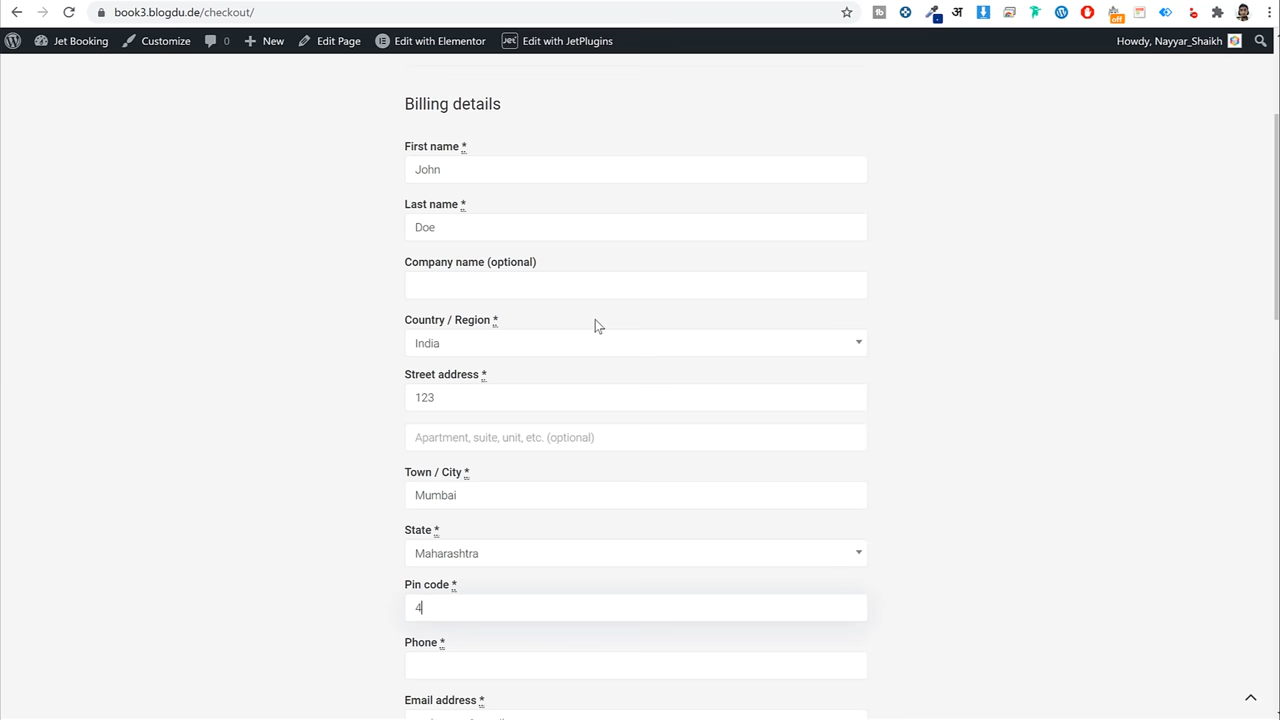 book3.blogdu.de/checkout/
off
Jet Booking Customize 0 New Edit Page Edit with Elementor JET Edit with JetPlugins Howdy, Nayyar_Shaikh
Billing details
First name *
John
Last name *
Doe
Company name (optional)
Country / Region *
India
Street address *
123
Apartment, suite, unit, etc. (optional)
Town / City *
Mumbai
State *
Maharashtra
Pin code *
4
Phone *
Email address *